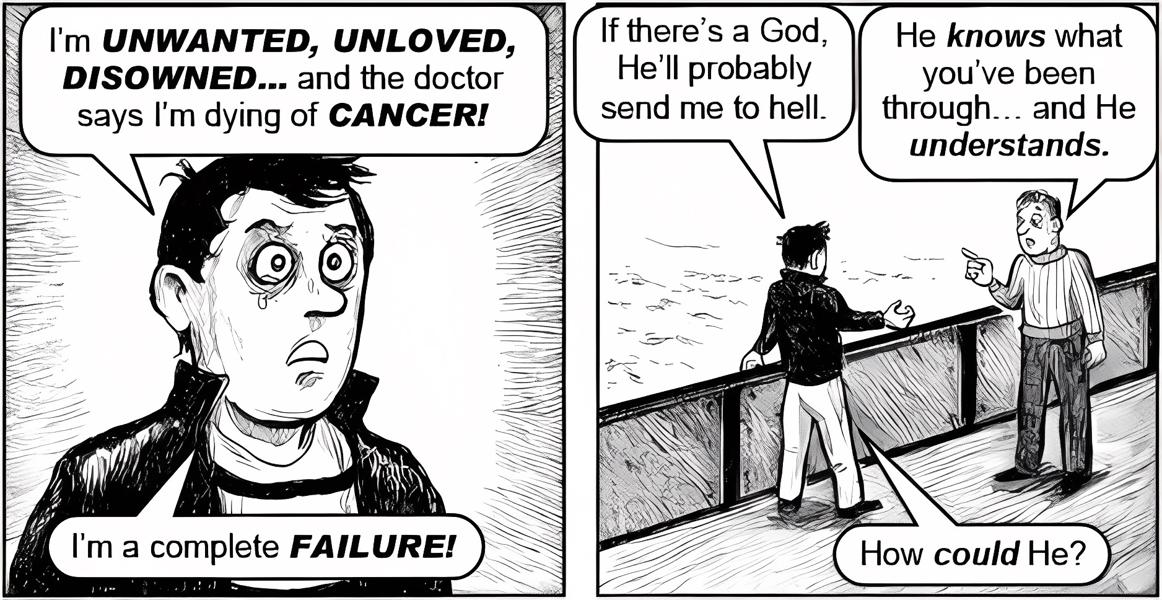 I'm UNWANTED, UNLOVED,
DISOWNED... and the doctor
says I'm dying of CANCER!
I'm a complete FAILURE!
If there's a God,
He'll probably
send me to hell.
He knows what
you've been
through... and He
understands.
How could He?